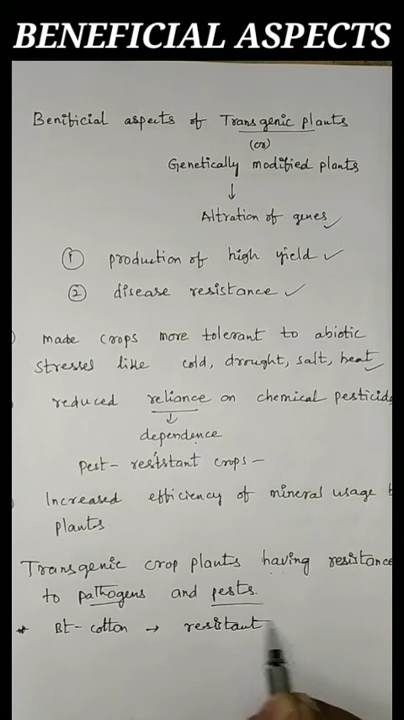 BENEFICIAL ASPECTS
Benificial aspects of Transgenic plants
(or)
Genetically modified plants
↓
Altration of genes ✓
① production of high yield ✓
② disease resistance ✓
) made crops more tolerant to abiotic
stresses like cold, drought, salt, heat ✓
reduced reliance on chemical pesticide
↓
dependence
pest- resistant crops -
) Increased efficiency of mineral usage b
plants
Transgenic crop plants having resistance
to pathogens and pests.
* Bt- cotton → resistant